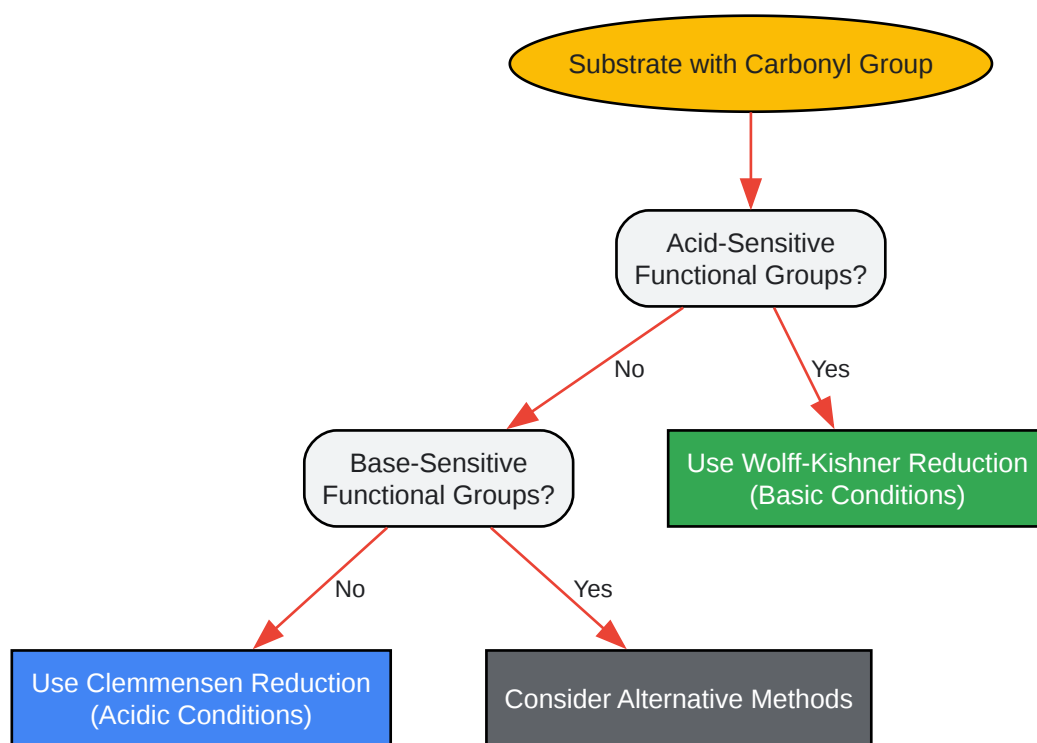 Substrate with Carbonyl Group
Acid-Sensitive
Functional Groups?
No
Yes
Base-Sensitive
Functional Groups?
Use Wolff-Kishner Reduction
(Basic Conditions)
No
Yes
Use Clemmensen Reduction
(Acidic Conditions)
Consider Alternative Methods